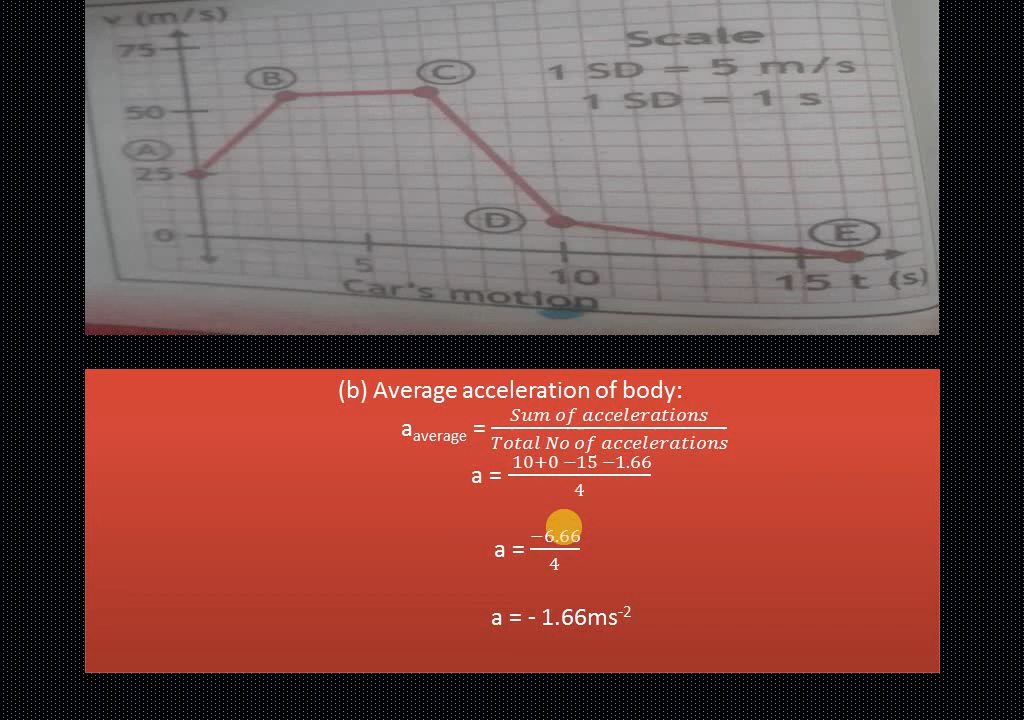 v (m/s)
75
Scale
B
C
1 SD = 5 m/s
50
1 SD = 1 s
A
25
D
0
E
5
10
15 t (s)
Car's motion
(b) Average acceleration of body:
a average = Sum of accelerations / Total No of accelerations
a = 10+0 −15 −1.66 / 4
a = −6.66 / 4
a = - 1.66ms-2